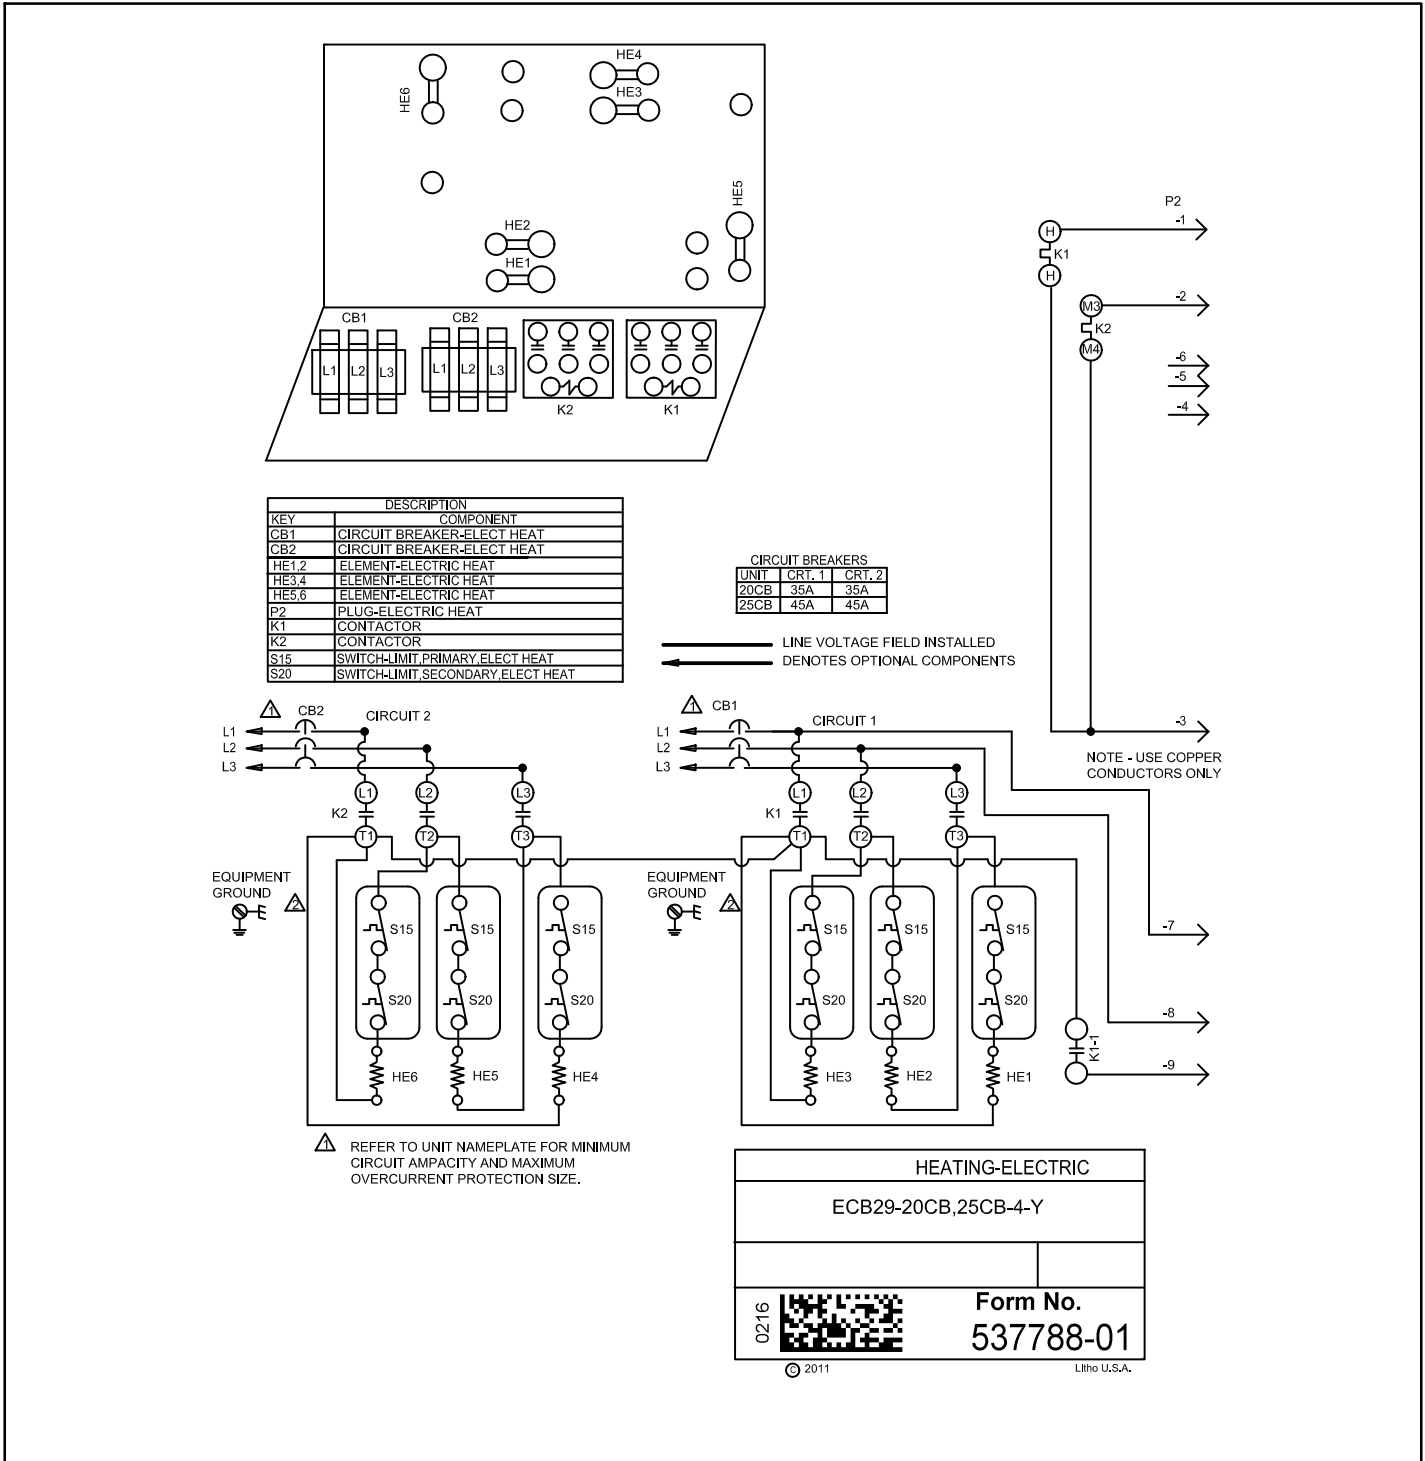 HE4
HE6
HE3
HE5
HE2
HE1
CB1
CB2
L1 L2 L3
L1 L2 L3
K2
K1
P2
-1
H
K1
H
-2
M3
K2
M4
-6
-5
-4
-3
NOTE - USE COPPER
CONDUCTORS ONLY
DESCRIPTION
KEY COMPONENT
CB1 CIRCUIT BREAKER-ELECT HEAT
CB2 CIRCUIT BREAKER-ELECT HEAT
HE1,2 ELEMENT-ELECTRIC HEAT
HE3,4 ELEMENT-ELECTRIC HEAT
HE5,6 ELEMENT-ELECTRIC HEAT
P2 PLUG-ELECTRIC HEAT
K1 CONTACTOR
K2 CONTACTOR
S15 SWITCH-LIMIT,PRIMARY,ELECT HEAT
S20 SWITCH-LIMIT,SECONDARY,ELECT HEAT
CIRCUIT BREAKERS
UNIT CRT. 1 CRT. 2
20CB 35A 35A
25CB 45A 45A
LINE VOLTAGE FIELD INSTALLED
DENOTES OPTIONAL COMPONENTS
1 CB2 CIRCUIT 2
L1
L2
L3
L1 L2 L3
K2
T1 T2 T3
EQUIPMENT
GROUND
2
S15 S15 S15
S20 S20 S20
HE6 HE5 HE4
1 CB1 CIRCUIT 1
L1
L2
L3
L1 L2 L3
K1
T1 T2 T3
EQUIPMENT
GROUND
2
S15 S15 S15
S20 S20 S20
HE3 HE2 HE1
-7
-8
K1-1
-9
1 REFER TO UNIT NAMEPLATE FOR MINIMUM
CIRCUIT AMPACITY AND MAXIMUM
OVERCURRENT PROTECTION SIZE.
HEATING-ELECTRIC
ECB29-20CB,25CB-4-Y
0216
Form No.
537788-01
© 2011
Litho U.S.A.